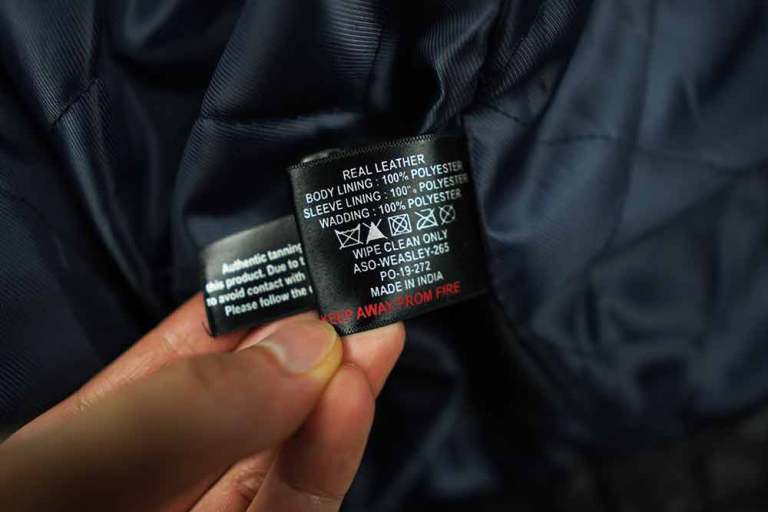 REAL LEATHER
BODY LINING : 100% POLYESTER
SLEEVE LINING : 100% POLYESTER
WADDING : 100% POLYESTER
WIPE CLEAN ONLY
ASO-WEASLEY-265
PO-19-272
MADE IN INDIA
KEEP AWAY FROM FIRE
Authentic tanning
this product. Due to
to avoid contact with
Please follow the